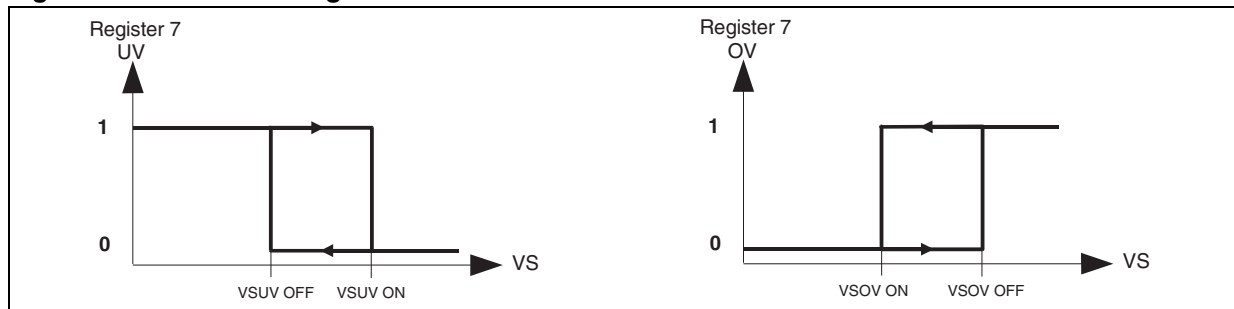 Register 7
UV
1
0
VS
VSUV OFF
VSUV ON
Register 7
OV
1
0
VS
VSOV ON
VSOV OFF